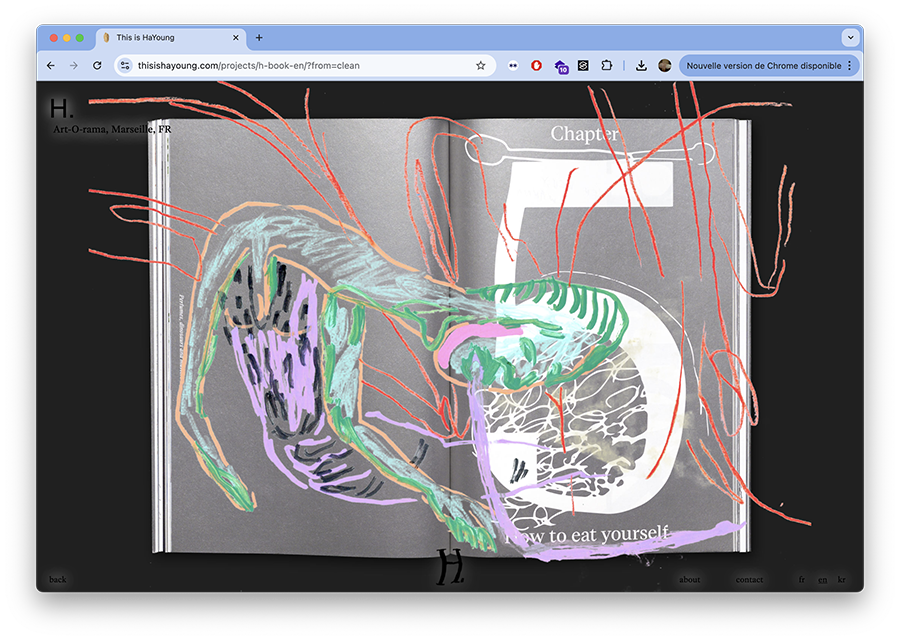 This is HaYoung
thisishayoung.com/projects/h-book-en/?from=clean
10
Nouvelle version de Chrome disponible
H.
Art-O-rama, Marseille, FR
Chapter
5
How to eat yourself
H.
back
about
contact
fr
en
kr